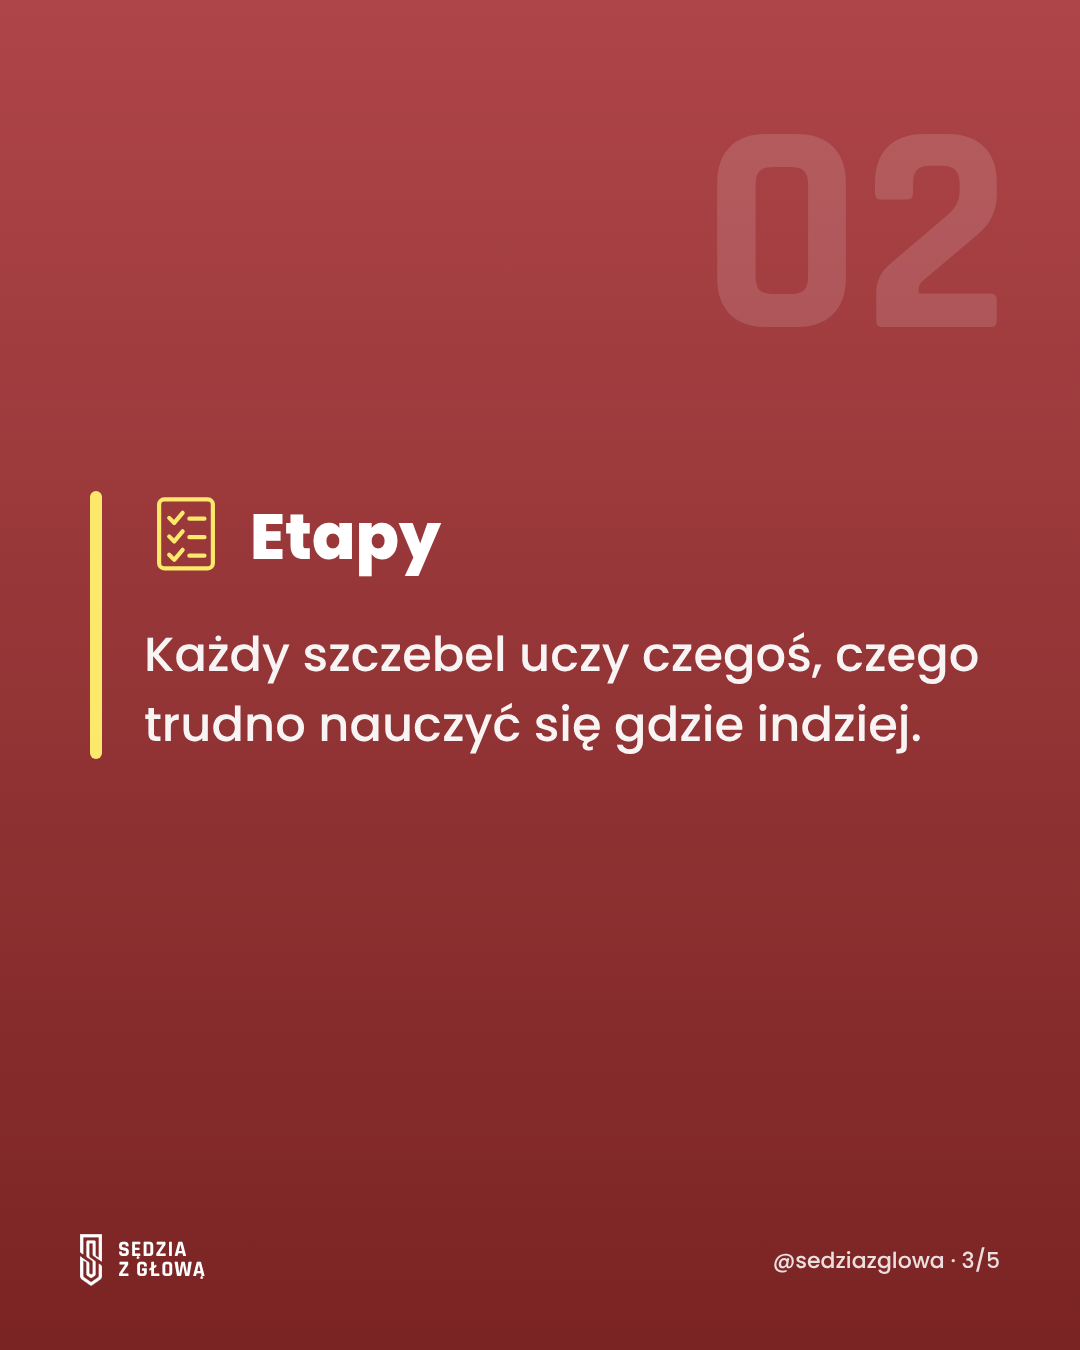 02
Etapy
Każdy szczebel uczy czegoś, czego
trudno nauczyć się gdzie indziej.
SĘDZIA
Z GŁOWĄ
@sedziazglowa · 3/5